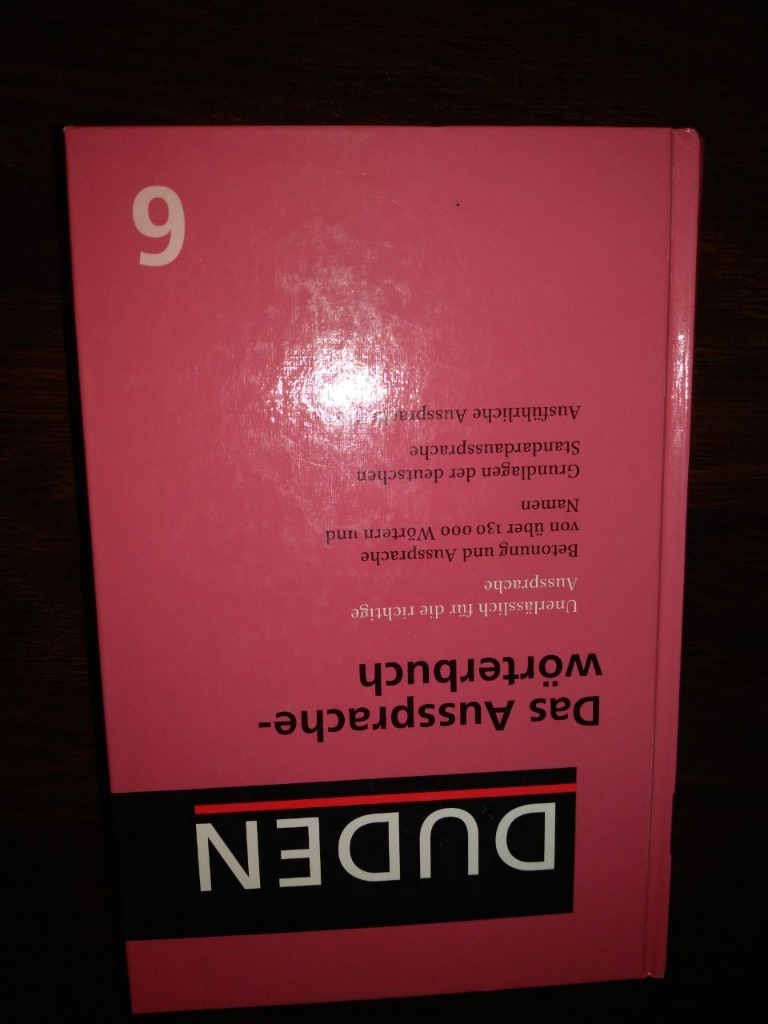 DUDEN
Das Aussprache-
wörterbuch
Unerlässlich für die richtige
Aussprache
Betonung und Aussprache
von über 130 000 Wörtern und
Namen
Grundlagen der deutschen
Standardaussprache
Ausführliche
6